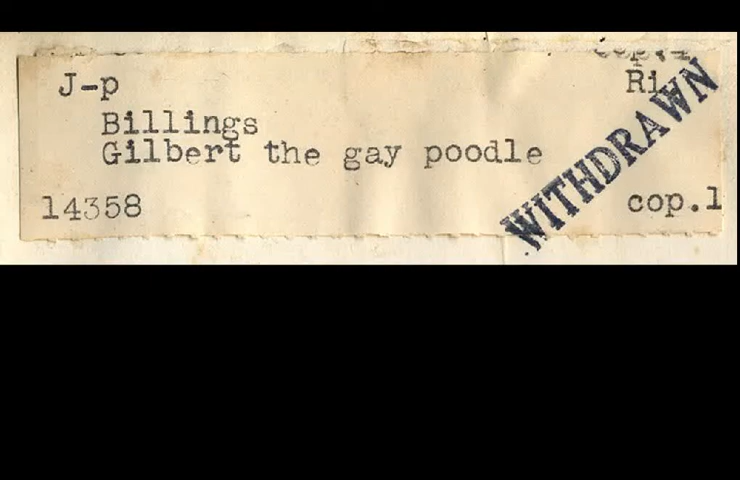 J-p
Ri.
Billings
Gilbert the gay poodle
14358
cop.1
WITHDRAWN